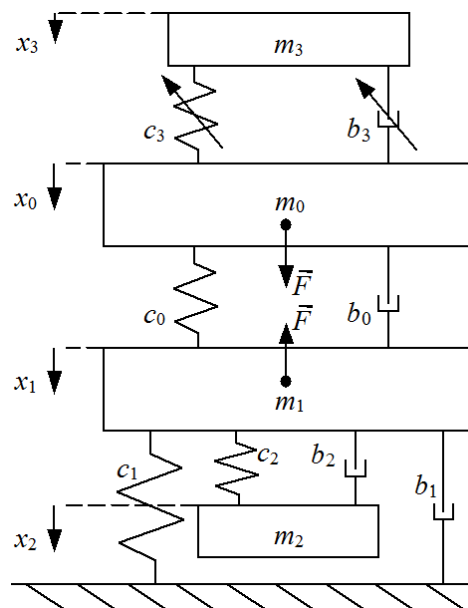 x₃
m₃
c₃
b₃
x₀
m₀
F̅
c₀
F̅
b₀
x₁
m₁
c₁
c₂
b₂
b₁
x₂
m₂